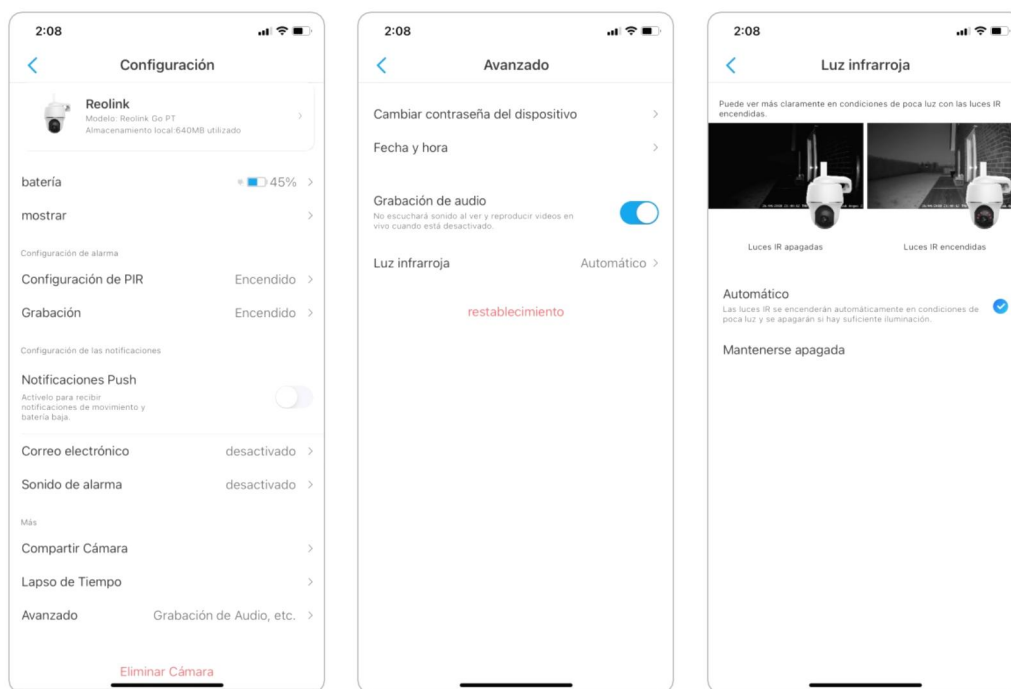 2:08
Configuración
Reolink
Modelo: Reolink Go PT
Almacenamiento local:640MB utilizado
batería 45%
mostrar
Configuración de alarma
Configuración de PIR Encendido
Grabación Encendido
Configuración de las notificaciones
Notificaciones Push
Actívelo para recibir
notificaciones de movimiento y
batería baja.
Correo electrónico desactivado
Sonido de alarma desactivado
Más
Compartir Cámara
Lapso de Tiempo
Avanzado Grabación de Audio, etc.
Eliminar Cámara
2:08
Avanzado
Cambiar contraseña del dispositivo
Fecha y hora
Grabación de audio
No escuchará sonido al ver y reproducir videos en
vivo cuando está desactivado.
Luz infrarroja Automático
restablecimiento
2:08
Luz infrarroja
Puede ver más claramente en condiciones de poca luz con las luces IR
encendidas.
Luces IR apagadas
Luces IR encendidas
Automático
Las luces IR se encenderán automáticamente en condiciones de
poca luz y se apagarán si hay suficiente iluminación.
Mantenerse apagada